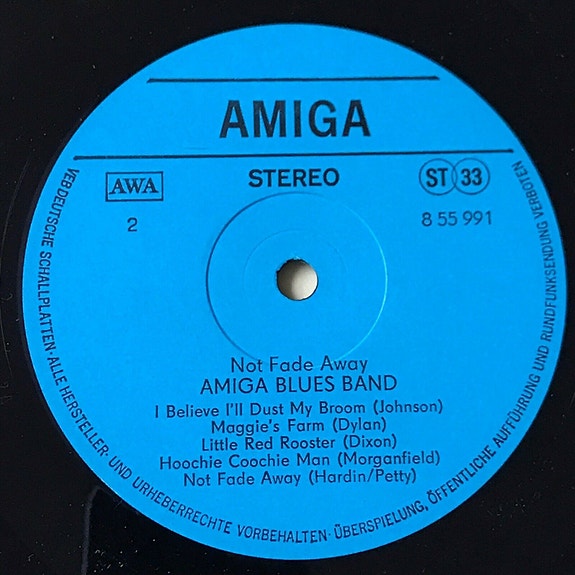 AMIGA
AWA
STEREO
ST 33
2
8 55 991
Not Fade Away
AMIGA BLUES BAND
I Believe I'll Dust My Broom (Johnson)
Maggie's Farm (Dylan)
Little Red Rooster (Dixon)
Hoochie Coochie Man (Morganfield)
Not Fade Away (Hardin/Petty)
VEB DEUTSCHE SCHALLPLATTEN · ALLE HERSTELLER- UND URHEBERRECHTE VORBEHALTEN · ÜBERSPIELUNG, ÖFFENTLICHE AUFFÜHRUNG UND RUNDFUNKSENDUNG VERBOTEN